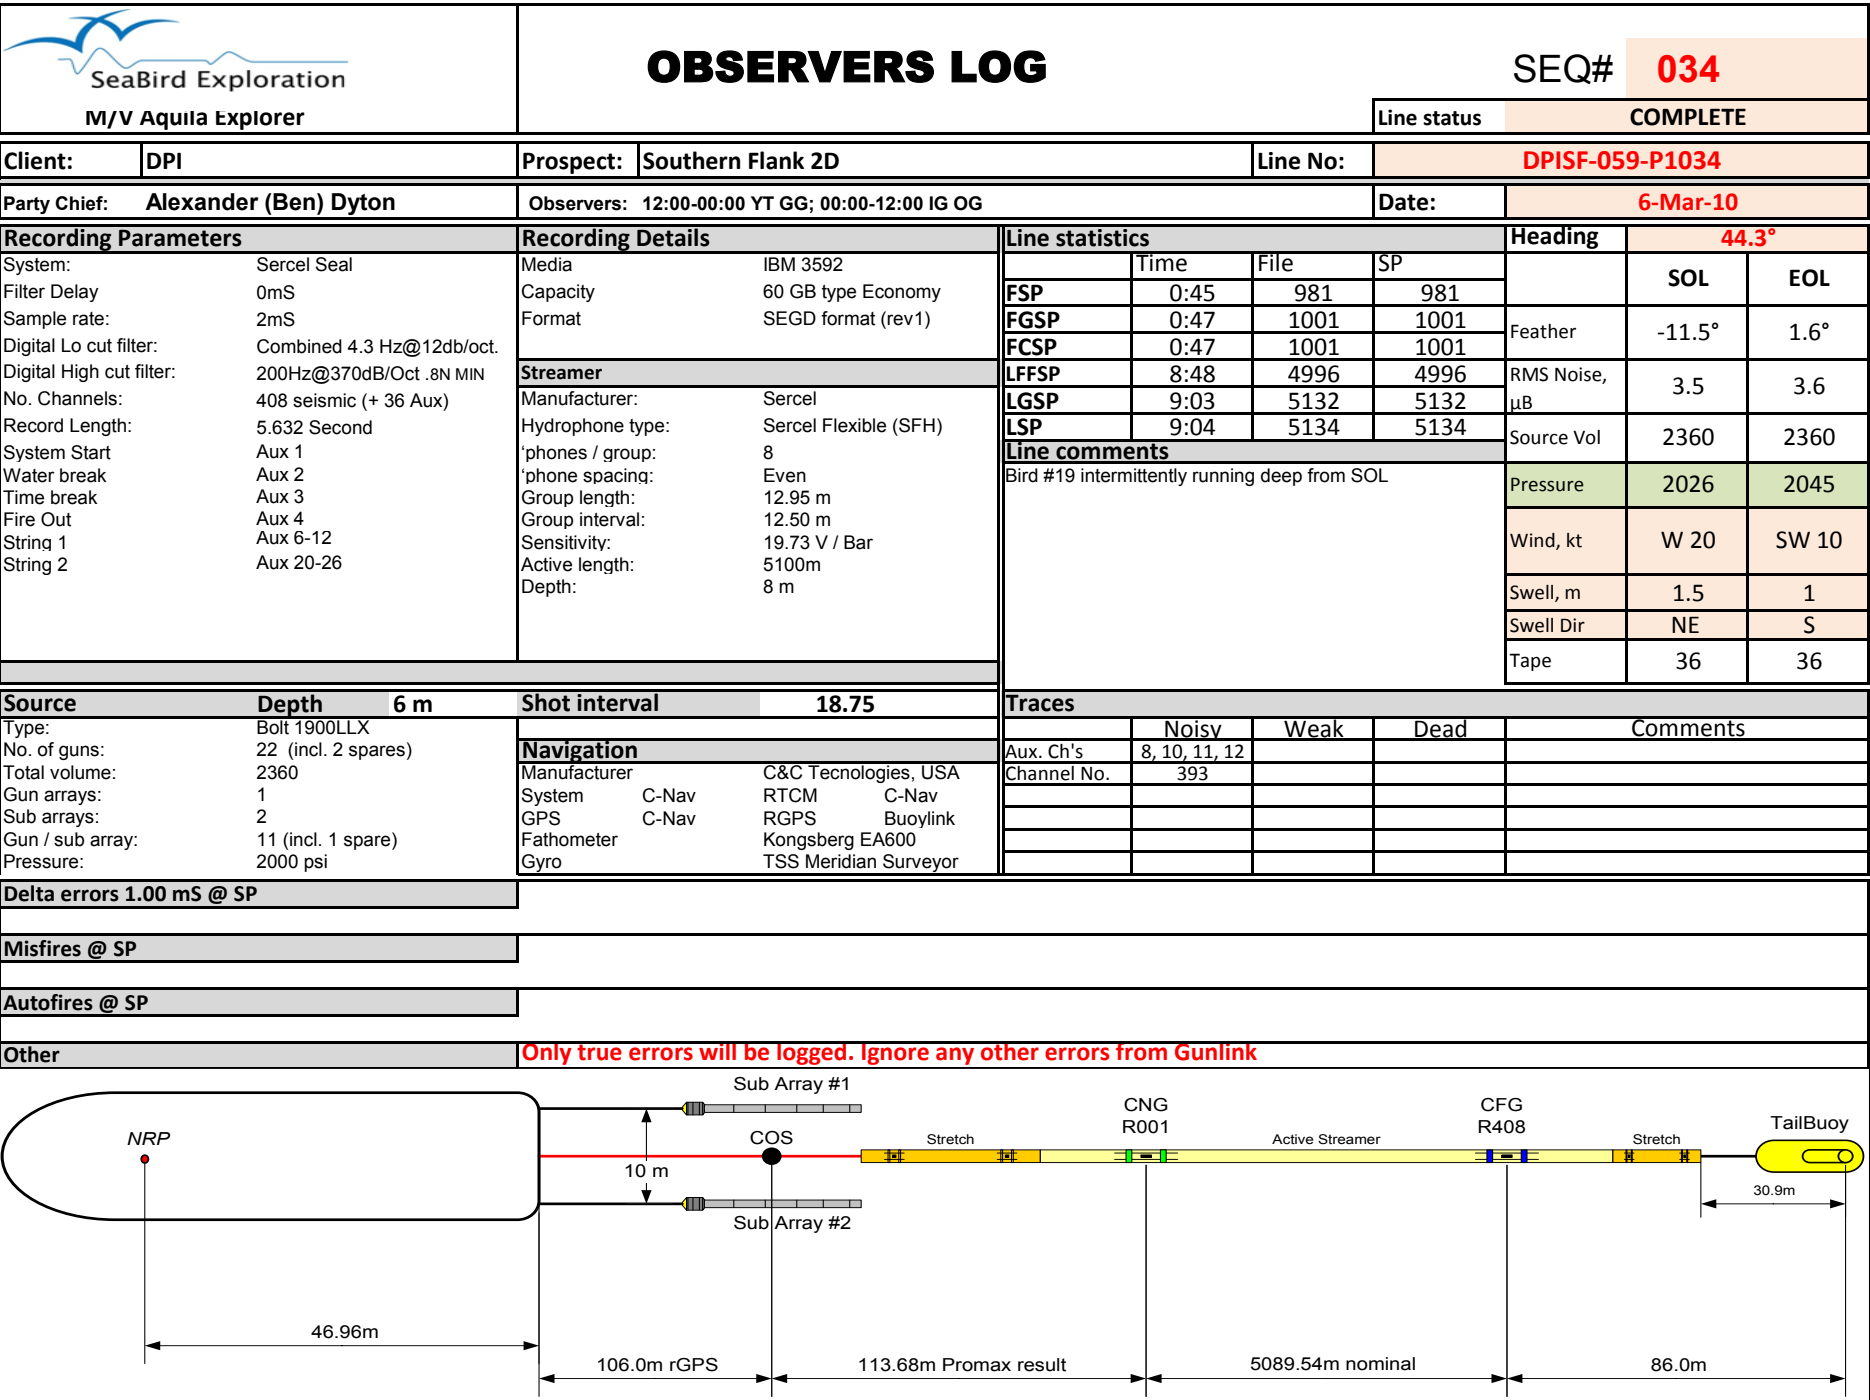 SeaBird Exploration
M/V Aquila Explorer
OBSERVERS LOG
SEQ# 034
Line status COMPLETE
Client: DPI Prospect: Southern Flank 2D Line No: DPISF-059-P1034
Party Chief: Alexander (Ben) Dyton Observers: 12:00-00:00 YT GG; 00:00-12:00 IG OG Date: 6-Mar-10
Recording Parameters
System: Sercel Seal
Filter Delay 0mS
Sample rate: 2mS
Digital Lo cut filter: Combined 4.3 Hz@12db/oct.
Digital High cut filter: 200Hz@370dB/Oct .8N MIN
No. Channels: 408 seismic (+ 36 Aux)
Record Length: 5.632 Second
System Start Aux 1
Water break Aux 2
Time break Aux 3
Fire Out Aux 4
String 1 Aux 6-12
String 2 Aux 20-26
Recording Details
Media IBM 3592
Capacity 60 GB type Economy
Format SEGD format (rev1)
Streamer
Manufacturer: Sercel
Hydrophone type: Sercel Flexible (SFH)
'phones / group: 8
'phone spacing: Even
Group length: 12.95 m
Group interval: 12.50 m
Sensitivity: 19.73 V / Bar
Active length: 5100m
Depth: 8 m
Line statistics
Time File SP
FSP 0:45 981 981
FGSP 0:47 1001 1001
FCSP 0:47 1001 1001
LFFSP 8:48 4996 4996
LGSP 9:03 5132 5132
LSP 9:04 5134 5134
Line comments
Bird #19 intermittently running deep from SOL
Heading 44.3°
SOL EOL
Feather -11.5° 1.6°
RMS Noise, µB 3.5 3.6
Source Vol 2360 2360
Pressure 2026 2045
Wind, kt W 20 SW 10
Swell, m 1.5 1
Swell Dir NE S
Tape 36 36
Source Depth 6 m Shot interval 18.75
Type: Bolt 1900LLX
No. of guns: 22 (incl. 2 spares)
Total volume: 2360
Gun arrays: 1
Sub arrays: 2
Gun / sub array: 11 (incl. 1 spare)
Pressure: 2000 psi
Navigation
Manufacturer C&C Tecnologies, USA
System C-Nav RTCM C-Nav
GPS C-Nav RGPS Buoylink
Fathometer Kongsberg EA600
Gyro TSS Meridian Surveyor
Traces
Noisy Weak Dead Comments
Aux. Ch's 8, 10, 11, 12
Channel No. 393
Delta errors 1.00 mS @ SP
Misfires @ SP
Autofires @ SP
Other Only true errors will be logged. Ignore any other errors from Gunlink
Sub Array #1
NRP
COS
10 m
Sub Array #2
Stretch
CNG
R001
Active Streamer
CFG
R408
Stretch
TailBuoy
30.9m
46.96m
106.0m rGPS
113.68m Promax result
5089.54m nominal
86.0m